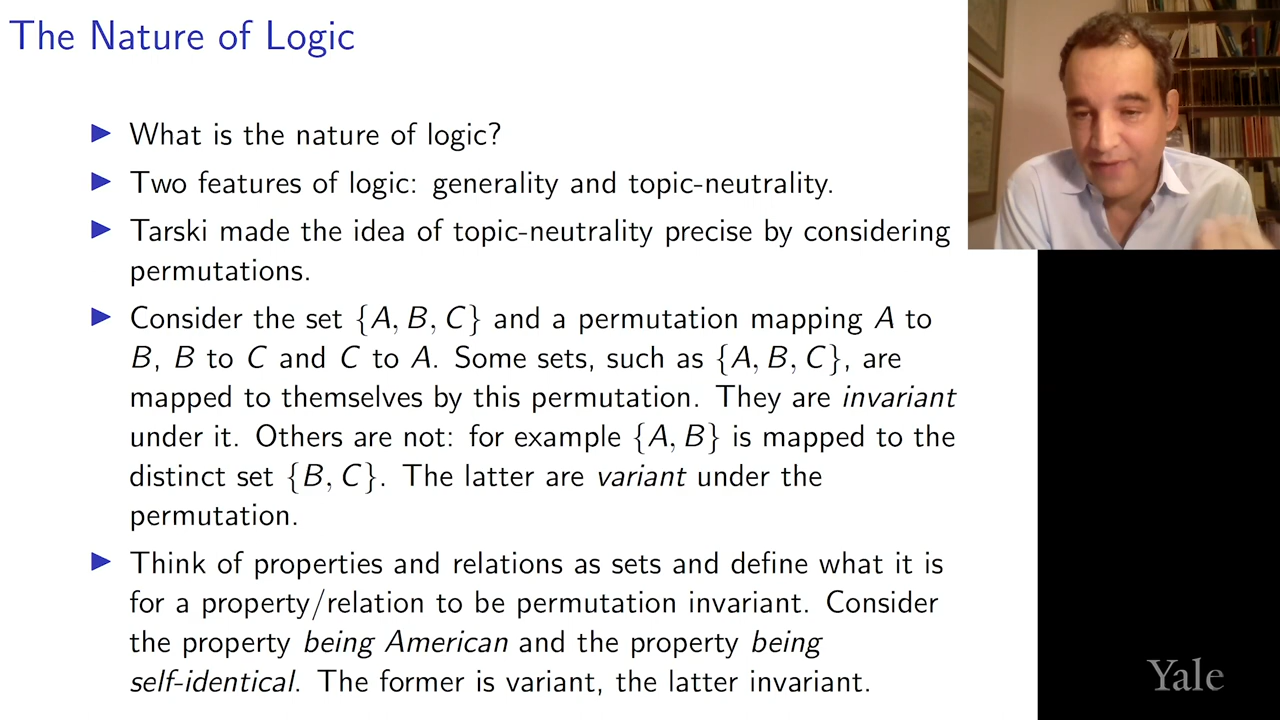 The Nature of Logic
▶ What is the nature of logic?
▶ Two features of logic: generality and topic-neutrality.
▶ Tarski made the idea of topic-neutrality precise by considering
permutations.
▶ Consider the set {A, B, C} and a permutation mapping A to
B, B to C and C to A. Some sets, such as {A, B, C}, are
mapped to themselves by this permutation. They are invariant
under it. Others are not: for example {A, B} is mapped to the
distinct set {B, C}. The latter are variant under the
permutation.
▶ Think of properties and relations as sets and define what it is
for a property/relation to be permutation invariant. Consider
the property being American and the property being
self-identical. The former is variant, the latter invariant.
Yale